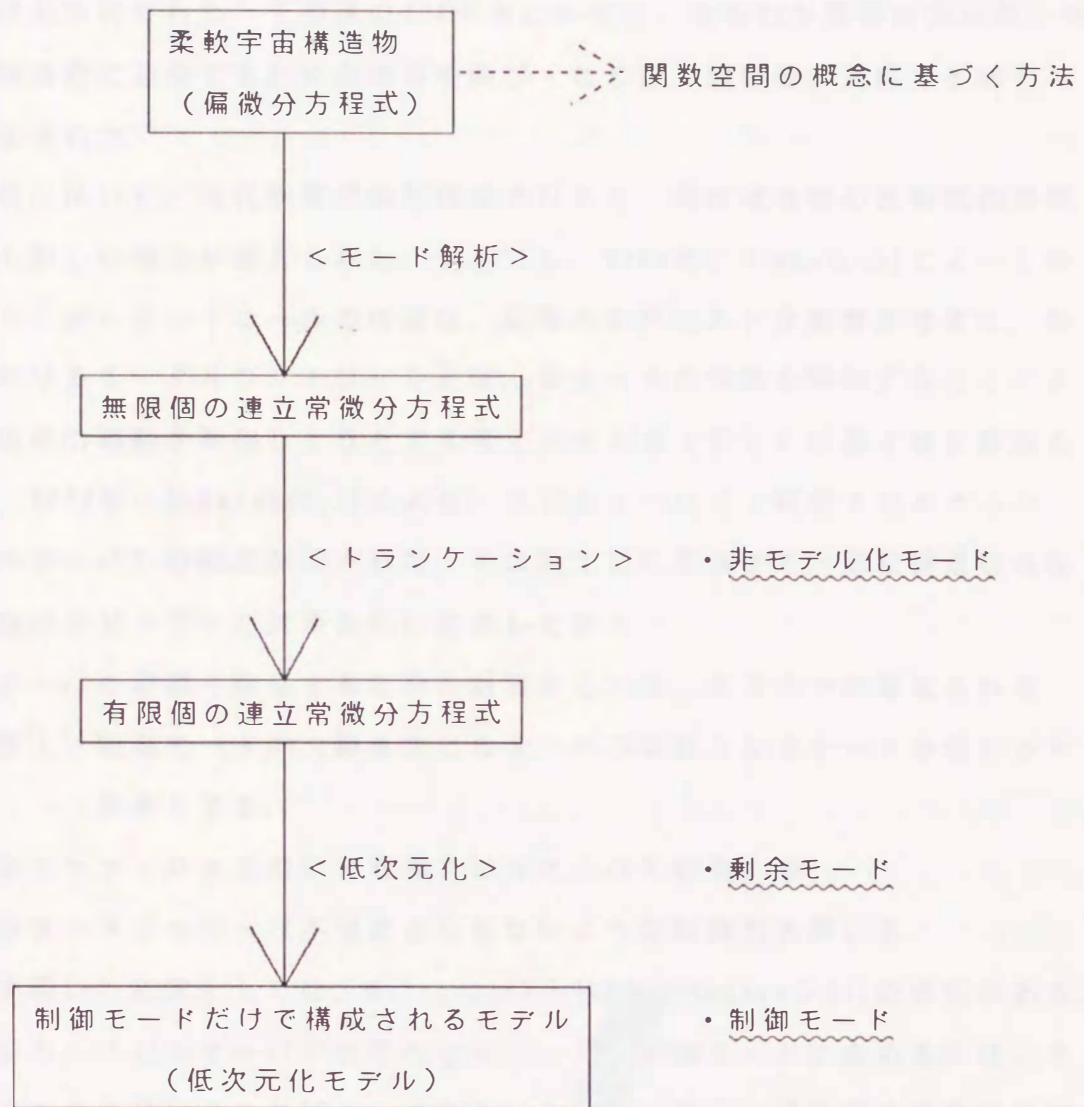 柔軟宇宙構造物
(偏微分方程式)
関数空間の概念に基づく方法
<モード解析>
無限個の連立常微分方程式
<トランケーション> ・非モデル化モード
有限個の連立常微分方程式
<低次元化> ・剰余モード
制御モードだけで構成されるモデル ・制御モード
(低次元化モデル)